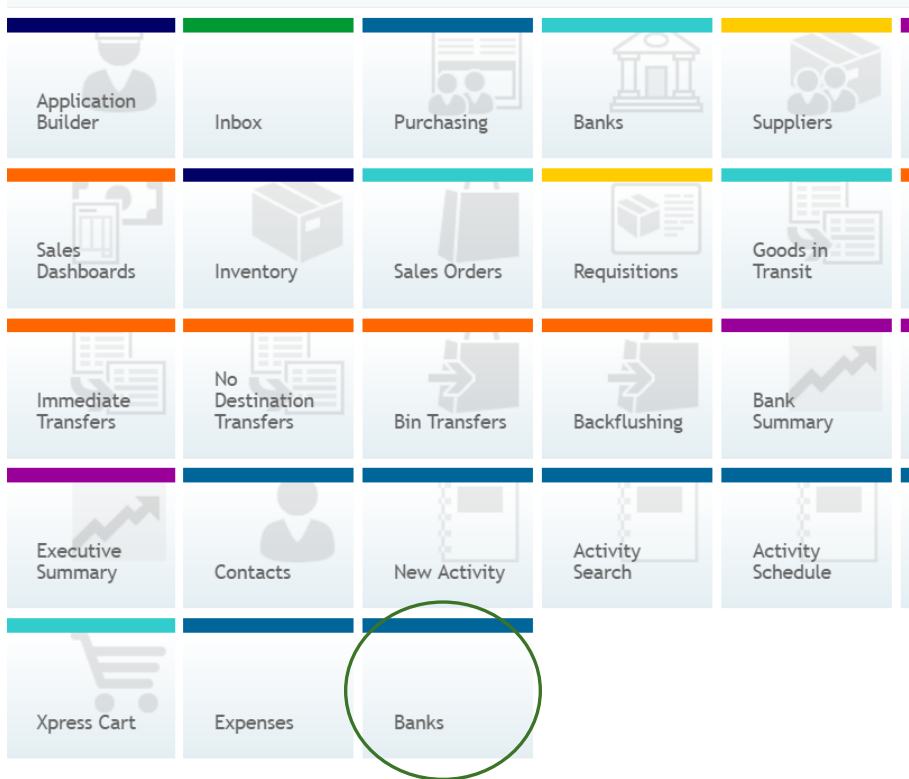 Application
Builder
Inbox
Purchasing
Banks
Suppliers
Sales
Dashboards
Inventory
Sales Orders
Requisitions
Goods in
Transit
Immediate
Transfers
No
Destination
Transfers
Bin Transfers
Backflushing
Bank
Summary
Executive
Summary
Contacts
New Activity
Activity
Search
Activity
Schedule
Xpress Cart
Expenses
Banks